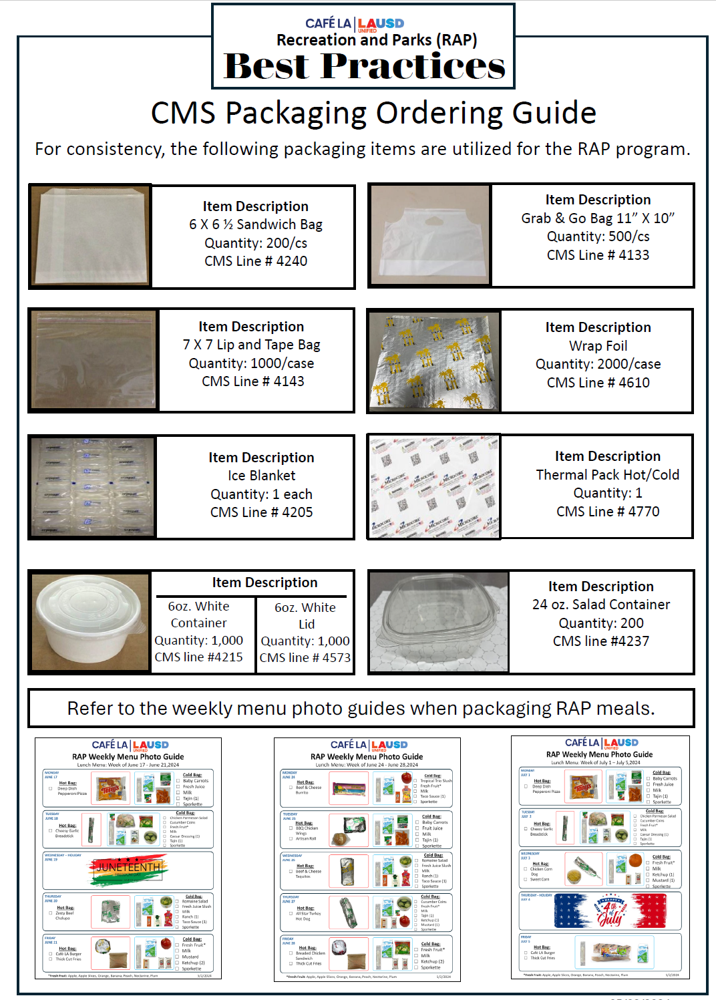 CAFÉ LA LAUSD
UNIFIED
Recreation and Parks (RAP)
Best Practices
CMS Packaging Ordering Guide
For consistency, the following packaging items are utilized for the RAP program.
Item Description
6 X 6 ½ Sandwich Bag
Quantity: 200/cs
CMS Line # 4240
Item Description
Grab & Go Bag 11” X 10”
Quantity: 500/cs
CMS Line # 4133
Item Description
7 X 7 Lip and Tape Bag
Quantity: 1000/case
CMS Line # 4143
Item Description
Wrap Foil
Quantity: 2000/case
CMS Line # 4610
Item Description
Ice Blanket
Quantity: 1 each
CMS Line # 4205
Item Description
Thermal Pack Hot/Cold
Quantity: 1
CMS Line # 4770
Item Description
6oz. White
Container
Quantity: 1,000
CMS line #4215
6oz. White
Lid
Quantity: 1,000
CMS line # 4573
Item Description
24 oz. Salad Container
Quantity: 200
CMS line #4237
Refer to the weekly menu photo guides when packaging RAP meals.
CAFÉ LA LAUSD
UNIFIED
RAP Weekly Menu Photo Guide
Lunch Menu: Week of June 17 - June 21,2024
MONDAY
JUNE 17
Hot Bag:
Deep Dish
Pepperoni Pizza
Cold Bag:
Baby Carrots
Fresh Juice
Milk
Tajin (1)
Sporkette
TUESDAY
JUNE 18
Hot Bag:
Cheesy Garlic
Breadstick
Cold Bag:
Chicken Parmesan Salad
Cucumber Coins
Fresh Fruit*
Milk
Caesar Dressing (1)
Tajin (1)
Sporkette
WEDNESDAY – HOLIDAY
JUNE 19
JUNETEENTH
FREEDOM DAY
THURSDAY
JUNE 20
Hot Bag:
Zesty Beef
Chalupa
Cold Bag:
Romaine Salad
Fresh Juice Slush
Milk
Ranch (1)
Taco Sauce (1)
Sporkette
FRIDAY
JUNE 21
Hot Bag:
Café LA Burger
Thick Cut Fries
Cold Bag:
Fresh Fruit*
Milk
Mustard
Ketchup (2)
Sporkette
*Fresh Fruit: Apple, Apple Slices, Orange, Banana, Peach, Nectarine, Plum
5/2/2024
CAFÉ LA LAUSD
UNIFIED
RAP Weekly Menu Photo Guide
Lunch Menu: Week of June 24 - June 28,2024
MONDAY
JUNE 24
Hot Bag:
Beef & Cheese
Burrito
Cold Bag:
Tropical Trio Slush
Fresh Fruit*
Milk
Taco Sauce (1)
Sporkette
TUESDAY
JUNE 25
Hot Bag:
BBQ Chicken
Wings
Artisan Roll
Cold Bag:
Baby Carrots
Fruit Juice
Milk
Tajin (1)
Sporkette
WEDNESDAY
JUNE 26
Hot Bag:
Beef & Cheese
Taquitos
Cold Bag:
Romaine Salad
Fresh Juice Slush
Milk
Ranch (1)
Taco Sauce (1)
Sporkette
THURSDAY
JUNE 27
Hot Bag:
All Star Turkey
Hot Dog
Cold Bag:
Cucumber Coins
Fresh Fruit*
Milk
Tajin (1)
Ketchup (1)
Mustard (1)
Sporkette
FRIDAY
JUNE 28
Hot Bag:
Breaded Chicken
Sandwich
Thick Cut Fries
Cold Bag:
Fresh Fruit*
Milk
Ketchup (2)
Sporkette
*Fresh Fruit: Apple, Apple Slices, Orange, Banana, Peach, Nectarine, Plum
5/2/2024
CAFÉ LA LAUSD
UNIFIED
RAP Weekly Menu Photo Guide
Lunch Menu: Week of July 1 – July 5,2024
MONDAY
JULY 1
Hot Bag:
Deep Dish
Pepperoni Pizza
Cold Bag:
Baby Carrots
Fresh Juice
Milk
Tajin (1)
Sporkette
TUESDAY
JULY 2
Hot Bag:
Cheesy Garlic
Breadstick
Cold Bag:
Chicken Parmesan Salad
Cucumber Coins
Fresh Fruit*
Milk
Caesar Dressing (1)
Tajin (1)
Sporkette
WEDNESDAY
JULY 3
Hot Bag:
Chicken Corn
Dog
Sweet Corn
Cold Bag:
Fresh Fruit*
Milk
Ketchup (1)
Mustard (1)
Sporkette
THURSDAY - HOLIDAY
JULY 4
HAPPY
4th
of
July
FRIDAY
JULY 5
Hot Bag:
Café LA Burger
Thick Cut Fries
*Fresh Fruit: Apple, Apple Slices, Orange, Banana, Peach, Nectarine, Plum
5/2/2024